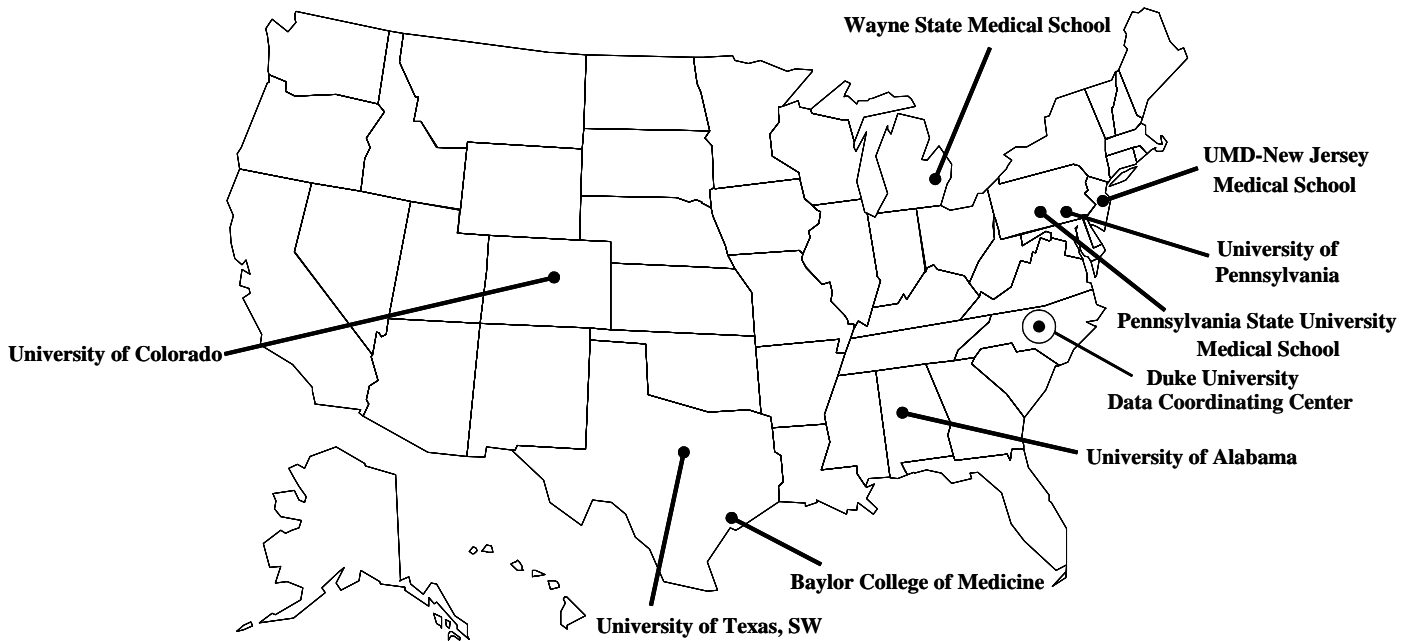 Wayne State Medical School
UMD-New Jersey
Medical School
University of
Pennsylvania
Pennsylvania State University
Medical School
University of Colorado
Duke University
Data Coordinating Center
University of Alabama
Baylor College of Medicine
University of Texas, SW